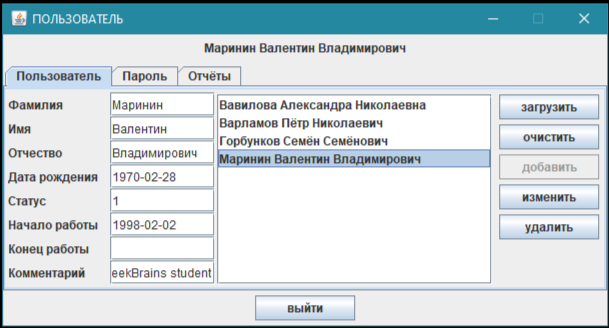 ПОЛЬЗОВАТЕЛЬ
Маринин Валентин Владимирович
Пользователь Пароль Отчёты
Фамилия Маринин
Имя Валентин
Отчество Владимирович
Дата рождения 1970-02-28
Статус 1
Начало работы 1998-02-02
Конец работы
Комментарий eekBrains student
Вавилова Александра Николаевна
Варламов Пётр Николаевич
Горбунков Семён Семёнович
Маринин Валентин Владимирович
загрузить
очистить
добавить
изменить
удалить
выйти